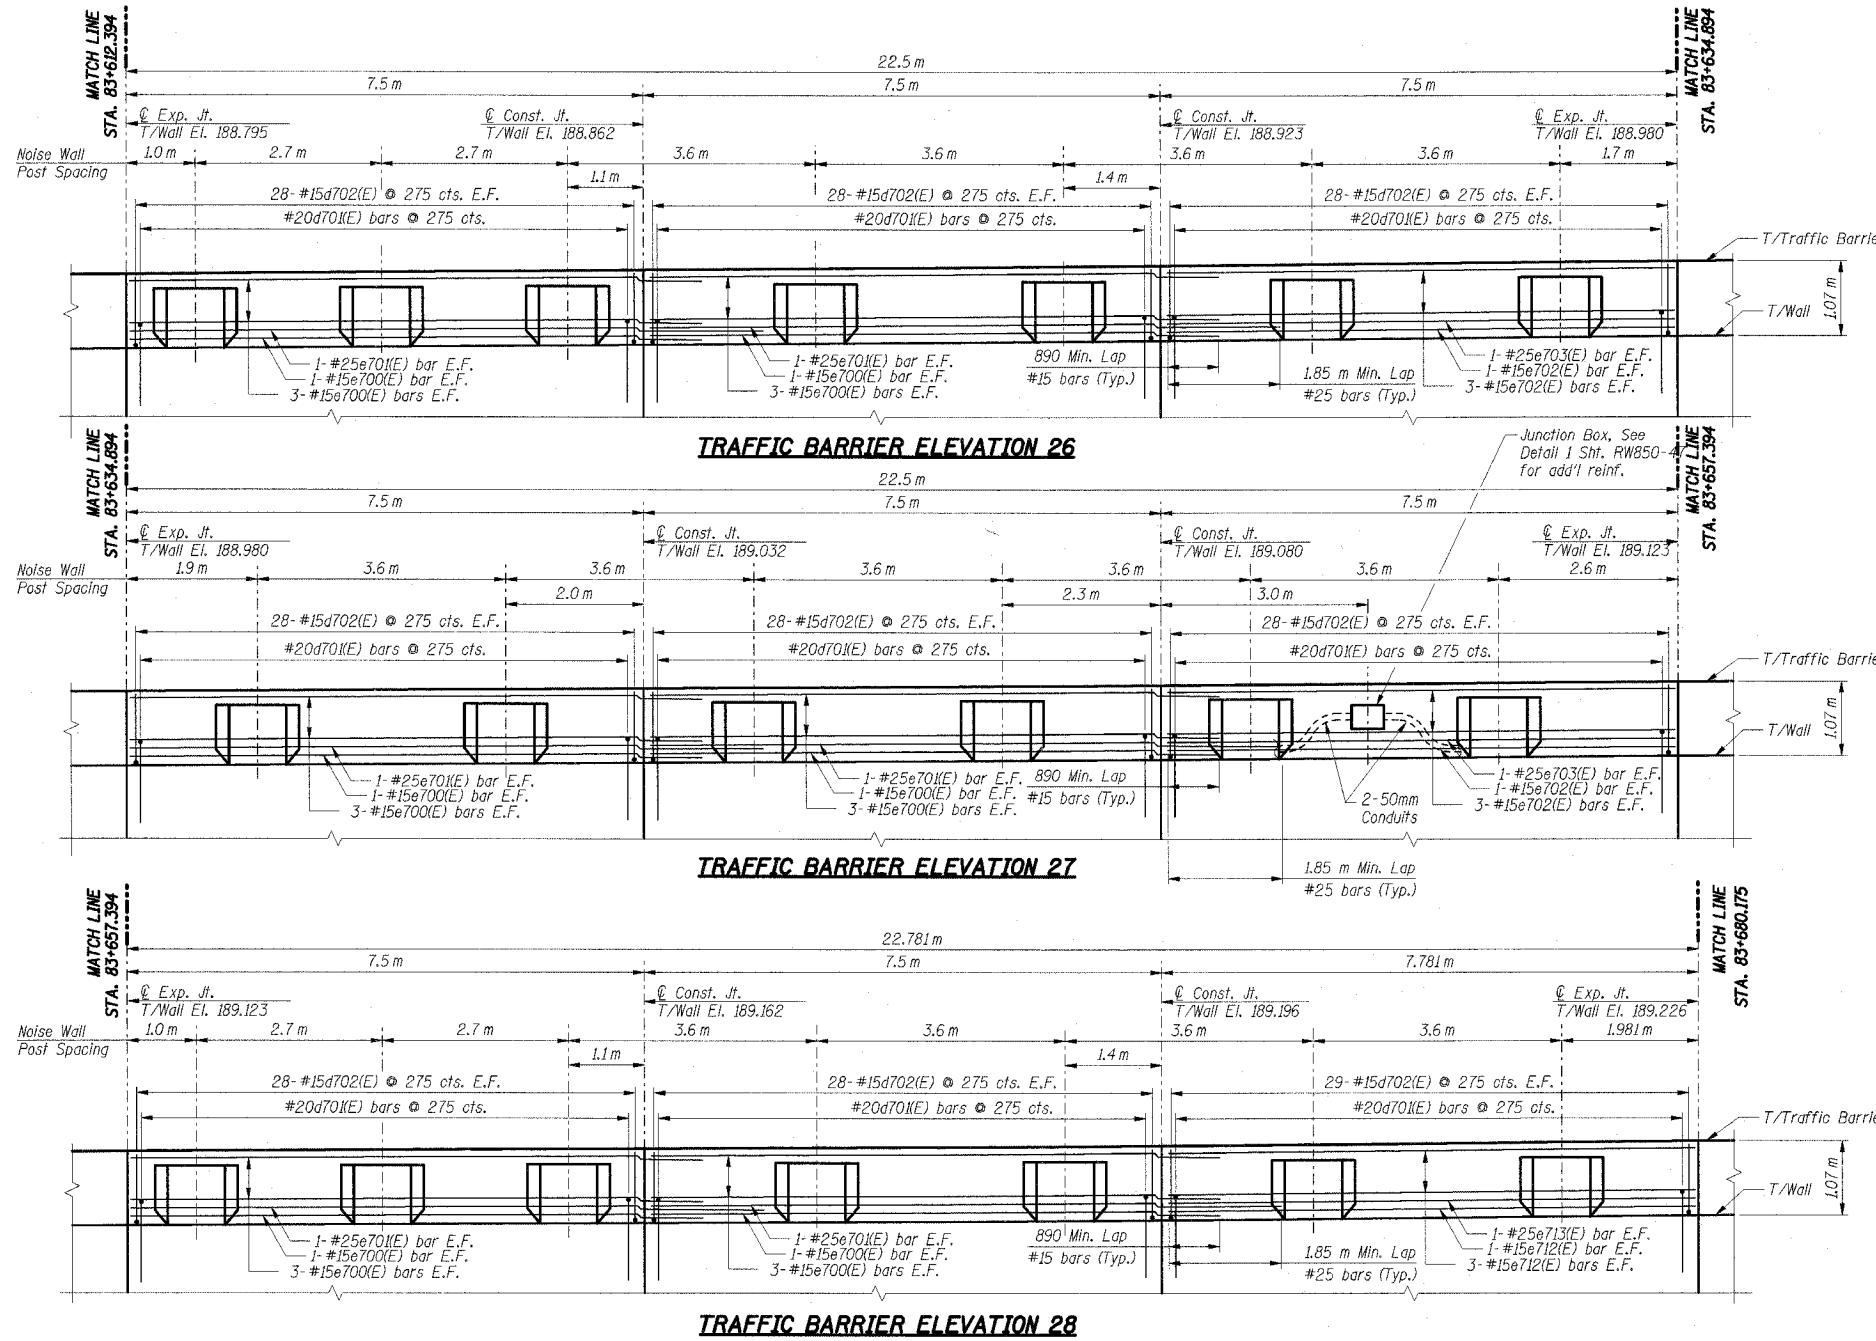 MATCH LINE
STA. 83+612.394
MATCH LINE
STA. 83+634.894
22.5 m
7.5 m 7.5 m 7.5 m
℄ Exp. Jt.
T/Wall El. 188.795
℄ Const. Jt.
T/Wall El. 188.862
℄ Const. Jt.
T/Wall El. 188.923
℄ Exp. Jt.
T/Wall El. 188.980
Noise Wall
Post Spacing
1.0 m 2.7 m 2.7 m 3.6 m 3.6 m 3.6 m 3.6 m 1.7 m
1.1 m 1.4 m
28-#15d702(E) @ 275 cts. E.F. 28-#15d702(E) @ 275 cts. E.F. 28-#15d702(E) @ 275 cts. E.F.
#20d701(E) bars @ 275 cts. #20d701(E) bars @ 275 cts. #20d701(E) bars @ 275 cts.
T/Traffic Barrie
1.07 m
T/Wall
1-#25e701(E) bar E.F.
1-#15e700(E) bar E.F.
3-#15e700(E) bars E.F.
1-#25e701(E) bar E.F.
1-#15e700(E) bar E.F.
3-#15e700(E) bars E.F.
890 Min. Lap
#15 bars (Typ.)
1.85 m Min. Lap
#25 bars (Typ.)
1-#25e703(E) bar E.F.
1-#15e702(E) bar E.F.
3-#15e702(E) bars E.F.
TRAFFIC BARRIER ELEVATION 26
Junction Box, See
Detail 1 Sht. RW850-47
for add'l reinf.
MATCH LINE
STA. 83+634.894
MATCH LINE
STA. 83+657.394
22.5 m
7.5 m 7.5 m 7.5 m
℄ Exp. Jt.
T/Wall El. 188.980
℄ Const. Jt.
T/Wall El. 189.032
℄ Const. Jt.
T/Wall El. 189.080
℄ Exp. Jt.
T/Wall El. 189.123
Noise Wall
Post Spacing
1.9 m 3.6 m 3.6 m 3.6 m 3.6 m 3.6 m 2.6 m
2.0 m 2.3 m 3.0 m
28-#15d702(E) @ 275 cts. E.F. 28-#15d702(E) @ 275 cts. E.F. 28-#15d702(E) @ 275 cts. E.F.
#20d701(E) bars @ 275 cts. #20d701(E) bars @ 275 cts. #20d701(E) bars @ 275 cts.
T/Traffic Barrie
1.07 m
T/Wall
1-#25e701(E) bar E.F.
1-#15e700(E) bar E.F.
3-#15e700(E) bars E.F.
1-#25e701(E) bar E.F.
1-#15e700(E) bar E.F.
3-#15e700(E) bars E.F.
890 Min. Lap
#15 bars (Typ.)
2-50mm
Conduits
1-#25e703(E) bar E.F.
1-#15e702(E) bar E.F.
3-#15e702(E) bars E.F.
1.85 m Min. Lap
#25 bars (Typ.)
TRAFFIC BARRIER ELEVATION 27
MATCH LINE
STA. 83+657.394
MATCH LINE
STA. 83+680.175
22.781 m
7.5 m 7.5 m 7.781 m
℄ Exp. Jt.
T/Wall El. 189.123
℄ Const. Jt.
T/Wall El. 189.162
℄ Const. Jt.
T/Wall El. 189.196
℄ Exp. Jt.
T/Wall El. 189.226
Noise Wall
Post Spacing
1.0 m 2.7 m 2.7 m 3.6 m 3.6 m 3.6 m 3.6 m 1.981 m
1.1 m 1.4 m
28-#15d702(E) @ 275 cts. E.F. 28-#15d702(E) @ 275 cts. E.F. 29-#15d702(E) @ 275 cts. E.F.
#20d701(E) bars @ 275 cts. #20d701(E) bars @ 275 cts. #20d701(E) bars @ 275 cts.
T/Traffic Barrie
1.07 m
T/Wall
1-#25e701(E) bar E.F.
1-#15e700(E) bar E.F.
3-#15e700(E) bars E.F.
1-#25e701(E) bar E.F.
1-#15e700(E) bar E.F.
3-#15e700(E) bars E.F.
890 Min. Lap
#15 bars (Typ.)
1.85 m Min. Lap
#25 bars (Typ.)
1-#25e713(E) bar E.F.
1-#15e712(E) bar E.F.
3-#15e712(E) bars E.F.
TRAFFIC BARRIER ELEVATION 28